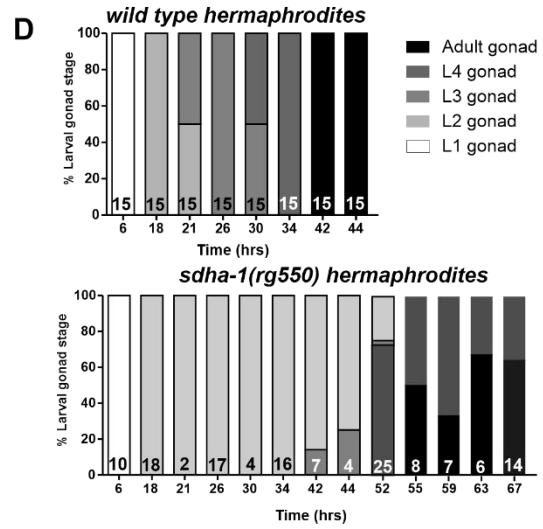 D
wild type hermaphrodites
% Larval gonad stage
100
80
60
40
20
0
15 15 15 15 15 15 15 15
6 18 21 26 30 34 42 44
Time (hrs)
Adult gonad
L4 gonad
L3 gonad
L2 gonad
L1 gonad
sdha-1(rg550) hermaphrodites
% Larval gonad stage
100
80
60
40
20
0
10 18 2 17 4 16 7 4 25 8 7 6 14
6 18 21 26 30 34 42 44 52 55 59 63 67
Time (hrs)